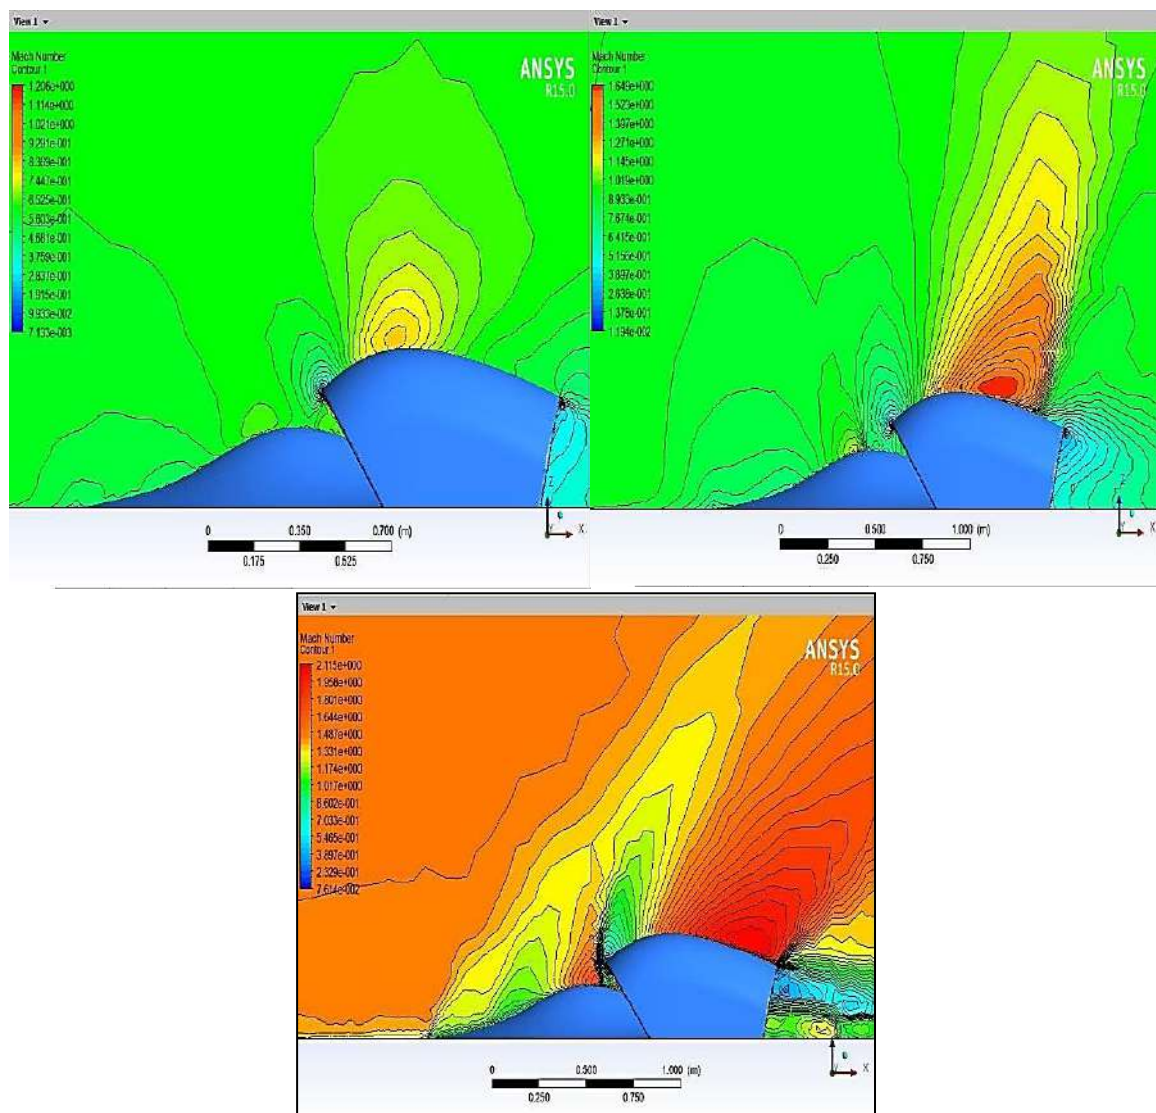 View 1
Mach Number
Contour 1
1.206e+000
1.114e+000
1.021e+000
9.291e-001
8.369e-001
7.447e-001
6.525e-001
5.603e-001
4.681e-001
3.759e-001
2.837e-001
1.915e-001
9.933e-002
7.133e-003
ANSYS
R15.0
Z
Y
X
0 0.350 0.700 (m)
0.175 0.525
View 1
Mach Number
Contour 1
1.649e+000
1.523e+000
1.397e+000
1.271e+000
1.145e+000
1.019e+000
8.933e-001
7.674e-001
6.415e-001
5.156e-001
3.897e-001
2.638e-001
1.378e-001
1.194e-002
ANSYS
R15.0
X
0 0.500 1.000 (m)
0.250 0.750
View 1
Mach Number
Contour 1
2.115e+000
1.958e+000
1.801e+000
1.644e+000
1.487e+000
1.331e+000
1.174e+000
1.017e+000
8.602e-001
7.033e-001
5.465e-001
3.897e-001
2.329e-001
7.614e-002
ANSYS
R15.0
X
0 0.500 1.000 (m)
0.250 0.750